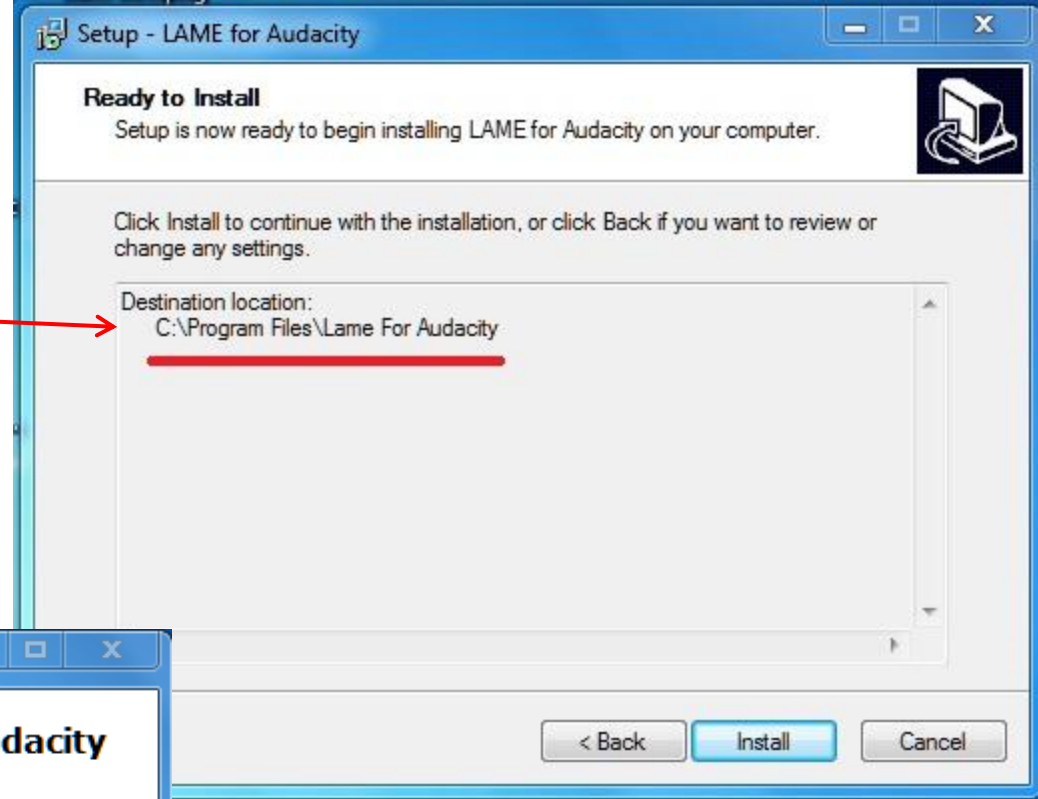 Setup - LAME for Audacity
Ready to Install
Setup is now ready to begin installing LAME for Audacity on your computer.
Click Install to continue with the installation, or click Back if you want to review or
change any settings.
Destination location:
C:\Program Files\Lame For Audacity
dacity
< Back
Install
Cancel